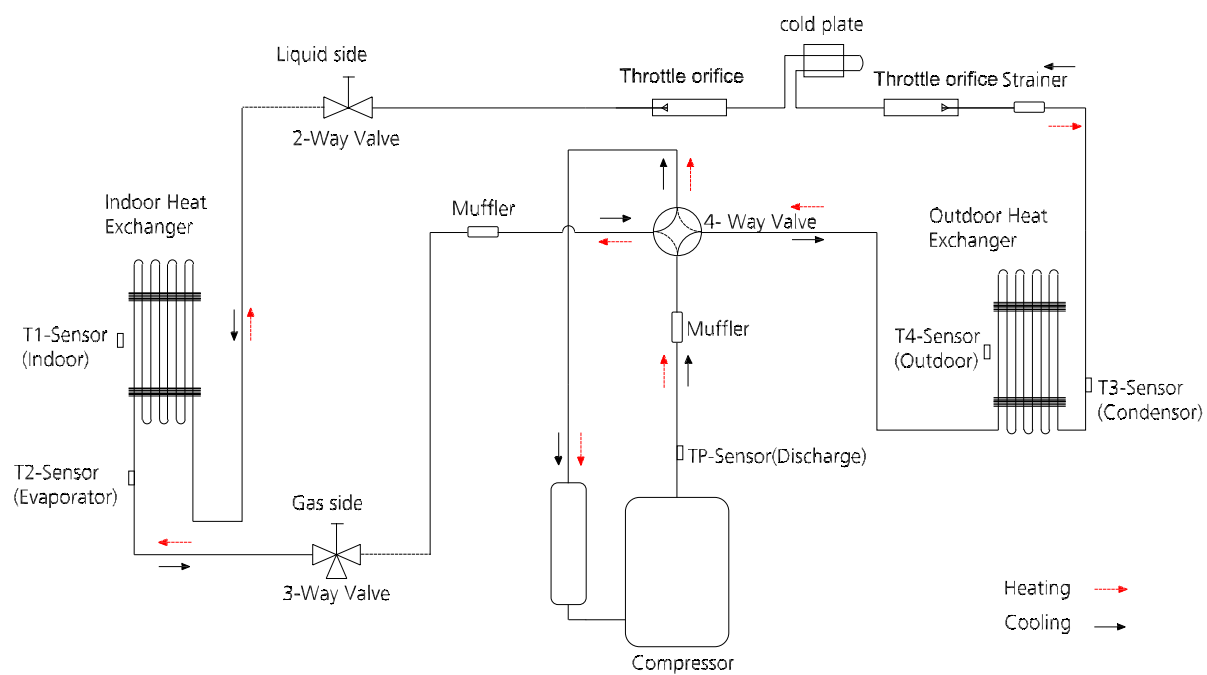 cold plate
Liquid side
Throttle orifice
Throttle orifice Strainer
2-Way Valve
Indoor Heat
Exchanger
Muffler
4- Way Valve
Outdoor Heat
Exchanger
T1-Sensor
(Indoor)
Muffler
T4-Sensor
(Outdoor)
T3-Sensor
(Condensor)
TP-Sensor(Discharge)
T2-Sensor
(Evaporator)
Gas side
3-Way Valve
Heating
Cooling
Compressor